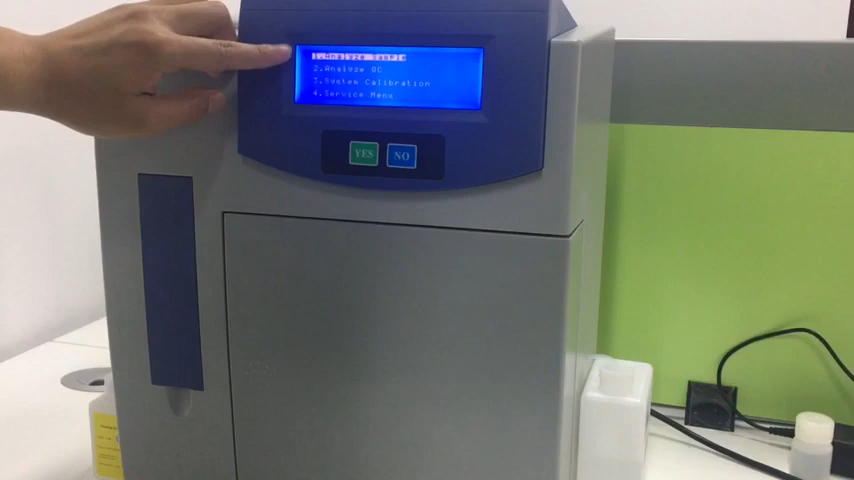 1.Analyze Sample
2.Analyze QC
3.System Calibration
4.Service Menu
YES NO